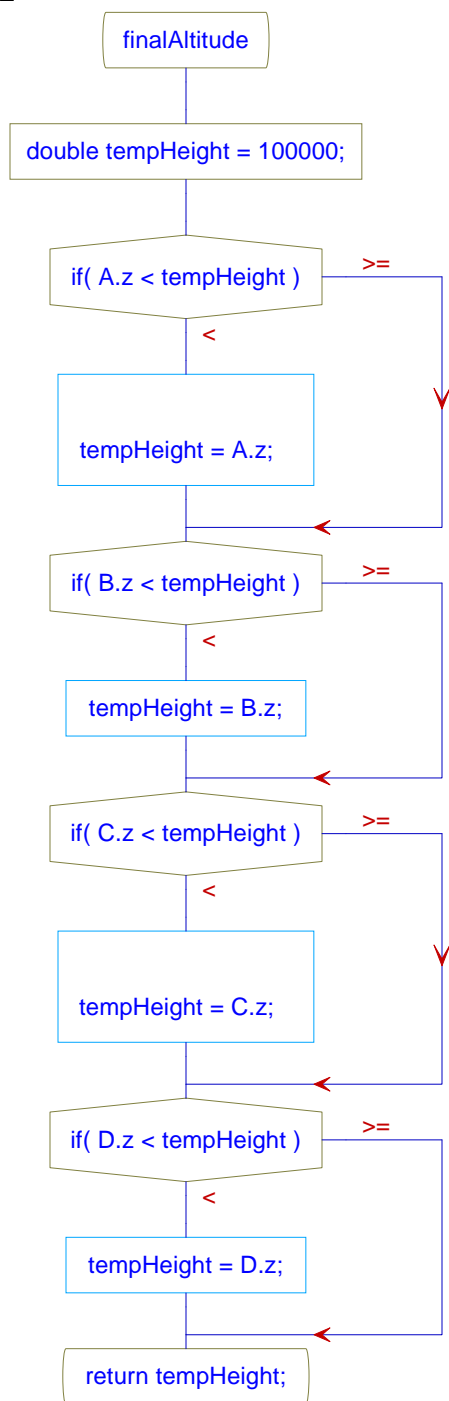 finalAltitude
double tempHeight = 100000;
if( A.z < tempHeight )
>=
<
tempHeight = A.z;
if( B.z < tempHeight )
>=
<
tempHeight = B.z;
if( C.z < tempHeight )
>=
<
tempHeight = C.z;
if( D.z < tempHeight )
>=
<
tempHeight = D.z;
return tempHeight;